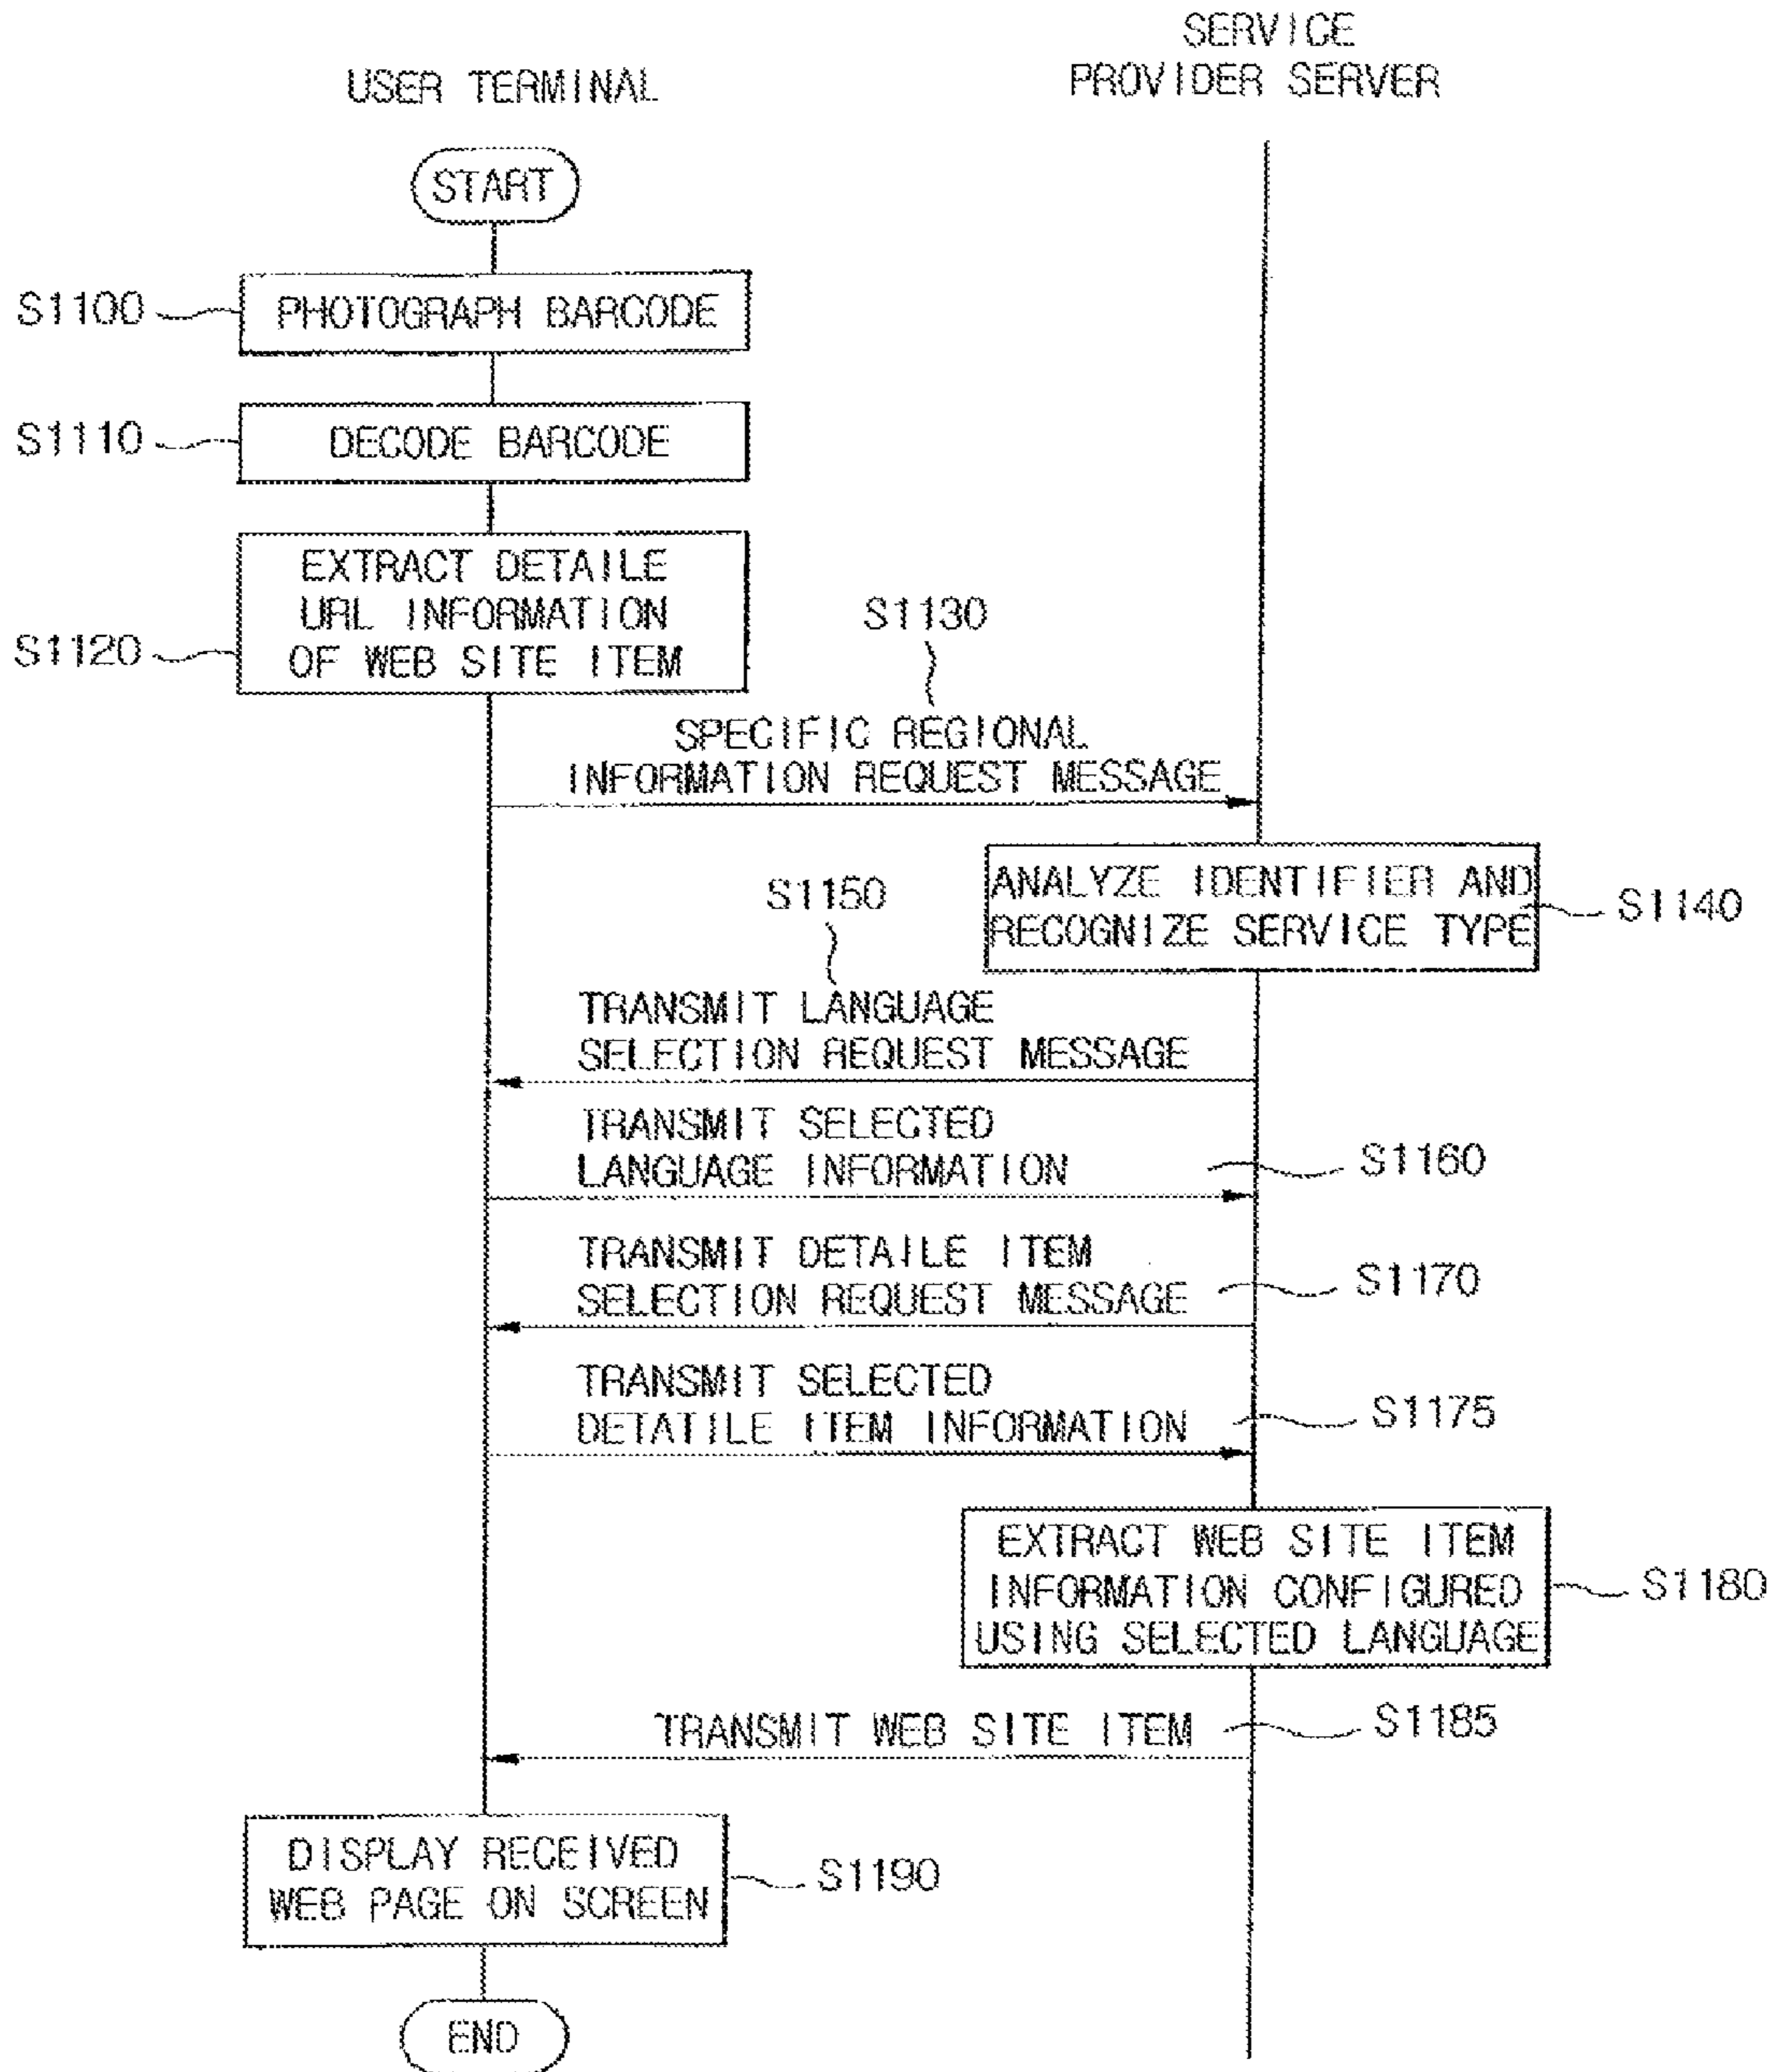 SERVICE
PROVIDER SERVER
USER TERMINAL
START
S1100
PHOTOGRAPH BARCODE
S1110
DECODE BARCODE
EXTRACT DETAILE
URL INFORMATION
OF WEB SITE ITEM
S1120
S1130
SPECIFIC REGIONAL
INFORMATION REQUEST MESSAGE
ANALYZE IDENTIFIER AND
RECOGNIZE SERVICE TYPE
S1140
S1150
TRANSMIT LANGUAGE
SELECTION REQUEST MESSAGE
TRANSMIT SELECTED
LANGUAGE INFORMATION
S1160
TRANSMIT DETAILE ITEM
SELECTION REQUEST MESSAGE
S1170
TRANSMIT SELECTED
DETATILE ITEM INFORMATION
S1175
EXTRACT WEB SITE ITEM
INFORMATION CONFIGURED
USING SELECTED LANGUAGE
S1180
TRANSMIT WEB SITE ITEM
S1185
DISPLAY RECEIVED
WEB PAGE ON SCREEN
S1190
END